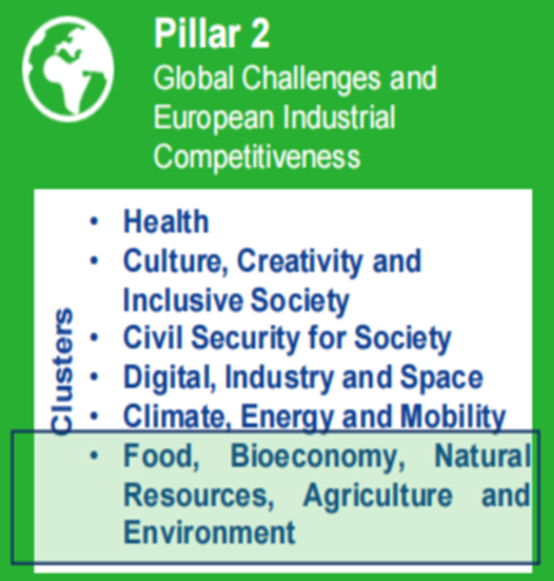 Pillar 2
Global Challenges and
European Industrial
Competitiveness
Clusters
• Health
• Culture, Creativity and
Inclusive Society
• Civil Security for Society
• Digital, Industry and Space
• Climate, Energy and Mobility
• Food, Bioeconomy, Natural
Resources, Agriculture and
Environment